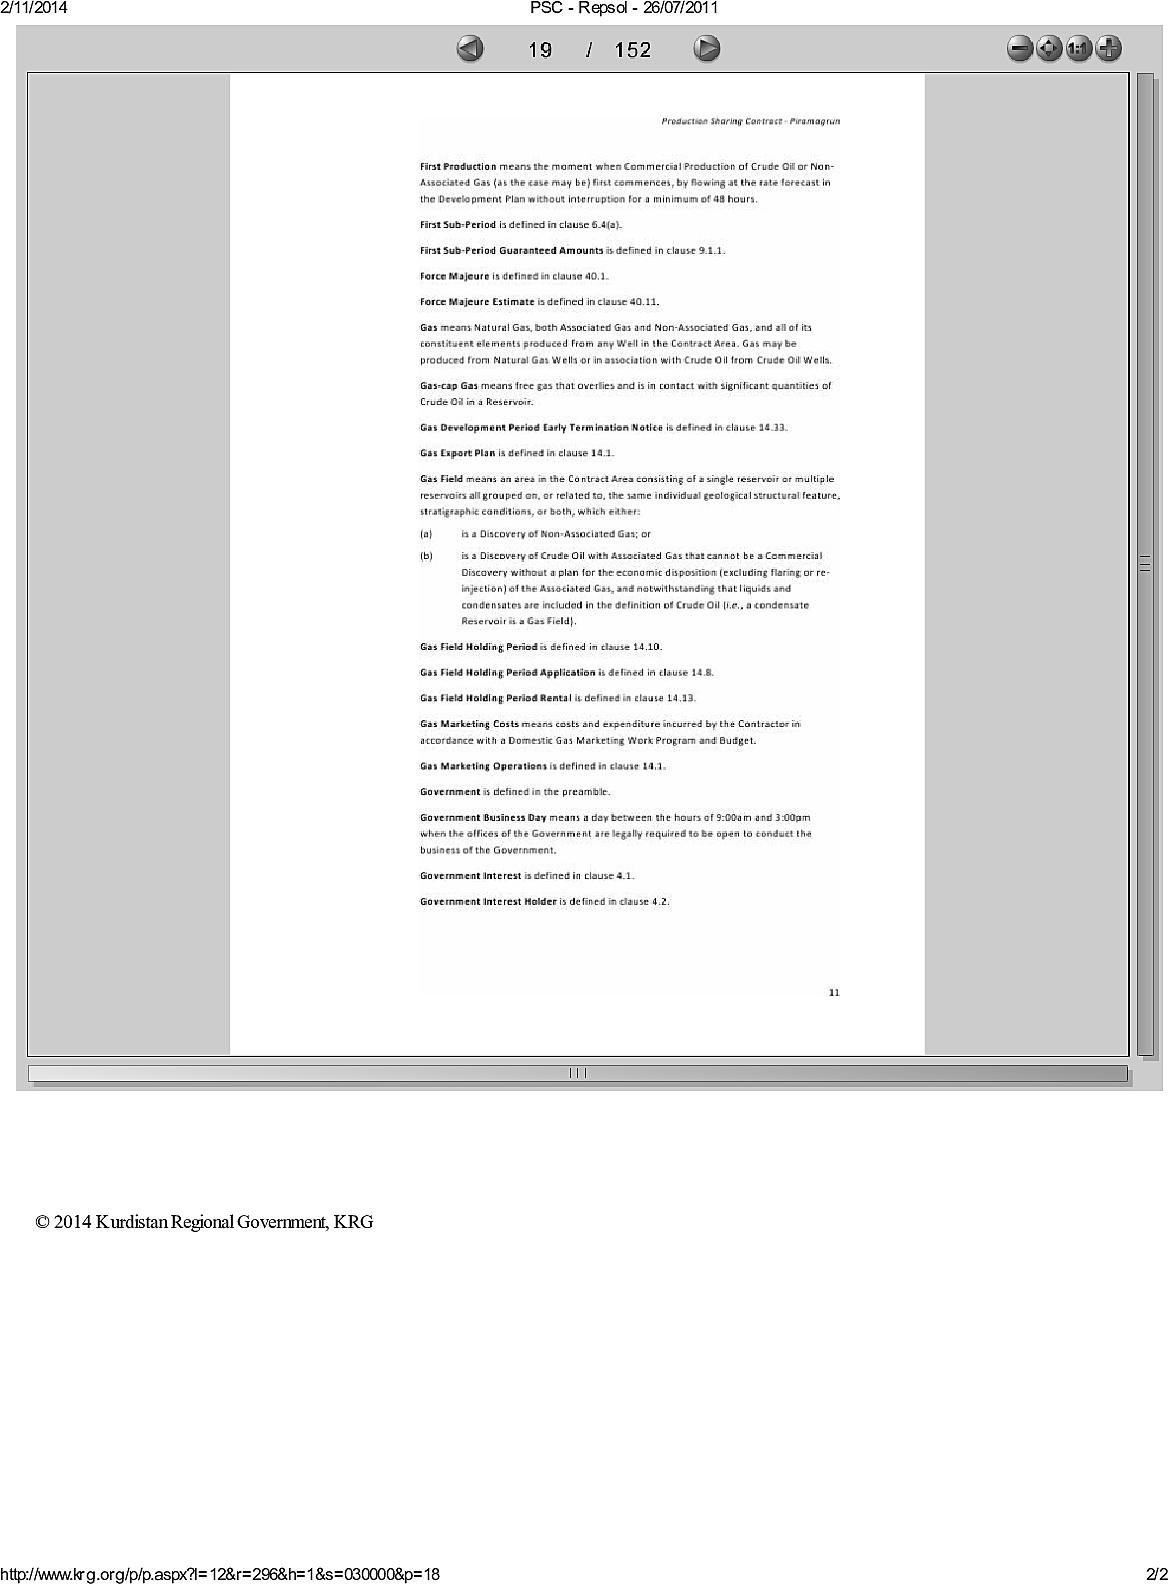 2/11/2014
PSC - Repsol - 26/07/2011
19 / 152
1:1
Production Sharing Contract - Piramagrun
First Production means the moment when Commercial Production of Crude Oil or Non-
Associated Gas (as the case may be) first commences, by flowing at the rate forecast in
the Development Plan without interruption for a minimum of 48 hours.
First Sub-Period is defined in clause 6.4(a).
First Sub-Period Guaranteed Amounts is defined in clause 9.1.1.
Force Majeure is defined in clause 40.1.
Force Majeure Estimate is defined in clause 40.11.
Gas means Natural Gas, both Associated Gas and Non-Associated Gas, and all of its
constituent elements produced from any Well in the Contract Area. Gas may be
produced from Natural Gas Wells or in association with Crude Oil from Crude Oil Wells.
Gas-cap Gas means free gas that overlies and is in contact with significant quantities of
Crude Oil in a Reservoir.
Gas Development Period Early Termination Notice is defined in clause 14.33.
Gas Export Plan is defined in clause 14.1.
Gas Field means an area in the Contract Area consisting of a single reservoir or multiple
reservoirs all grouped on, or related to, the same individual geological structural feature,
stratigraphic conditions, or both, which either:
(a) is a Discovery of Non-Associated Gas; or
(b) is a Discovery of Crude Oil with Associated Gas that cannot be a Commercial
Discovery without a plan for the economic disposition (excluding flaring or re-
injection) of the Associated Gas, and notwithstanding that liquids and
condensates are included in the definition of Crude Oil (i.e., a condensate
Reservoir is a Gas Field).
Gas Field Holding Period is defined in clause 14.10.
Gas Field Holding Period Application is defined in clause 14.8.
Gas Field Holding Period Rental is defined in clause 14.13.
Gas Marketing Costs means costs and expenditure incurred by the Contractor in
accordance with a Domestic Gas Marketing Work Program and Budget.
Gas Marketing Operations is defined in clause 14.1.
Government is defined in the preamble.
Government Business Day means a day between the hours of 9:00am and 3:00pm
when the offices of the Government are legally required to be open to conduct the
business of the Government.
Government Interest is defined in clause 4.1.
Government Interest Holder is defined in clause 4.2.
11
© 2014 Kurdistan Regional Government, KRG
http://www.krg.org/p/p.aspx?l=12&r=296&h=1&s=030000&p=18
2/2